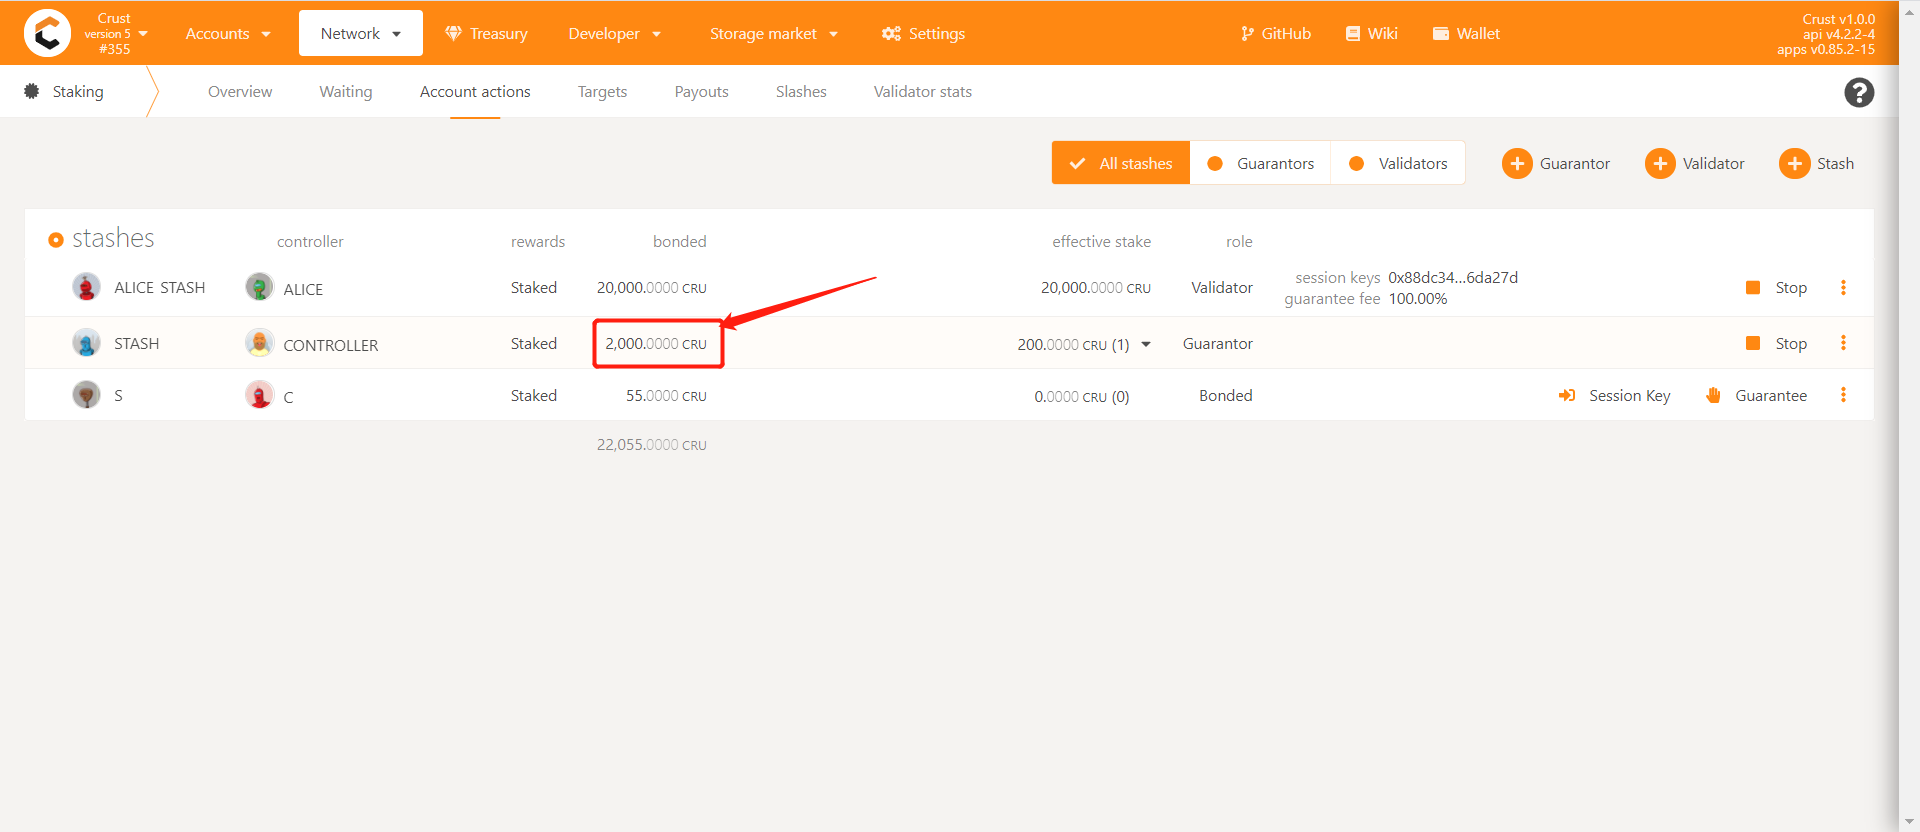 Crust
version 5
#355
Accounts
Network
Treasury
Developer
Storage market
Settings
GitHub
Wiki
Wallet
Crust v1.0.0
api v4.2.2-4
apps v0.85.2-15
Staking
Overview
Waiting
Account actions
Targets
Payouts
Slashes
Validator stats
?
All stashes
Guarantors
Validators
Guarantor
Validator
Stash
stashes controller rewards bonded effective stake role
ALICE STASH ALICE Staked 20,000.0000 CRU 20,000.0000 CRU Validator
session keys 0x88dc34...6da27d
guarantee fee 100.00%
Stop
STASH CONTROLLER Staked 2,000.0000 CRU 200.0000 CRU (1) Guarantor Stop
S C Staked 55.0000 CRU 0.0000 CRU (0) Bonded Session Key Guarantee
22,055.0000 CRU